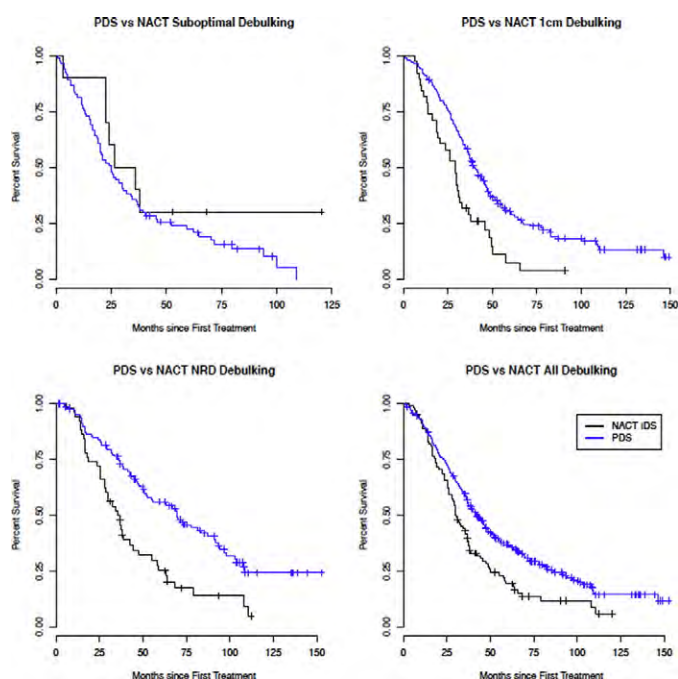 PDS vs NACT Suboptimal Debulking
Percent Survival
1.00
0.75
0.50
0.25
0.00
0 25 50 75 100 125
Months since First Treatment
PDS vs NACT 1cm Debulking
Percent Survival
1.00
0.75
0.50
0.25
0.00
0 25 50 75 100 125 150
Months since First Treatment
PDS vs NACT NRD Debulking
Percent Survival
1.00
0.75
0.50
0.25
0.00
0 25 50 75 100 125 150
Months since First Treatment
PDS vs NACT All Debulking
Percent Survival
1.00
0.75
0.50
0.25
0.00
NACT iDS
PDS
0 25 50 75 100 125 150
Months since First Treatment